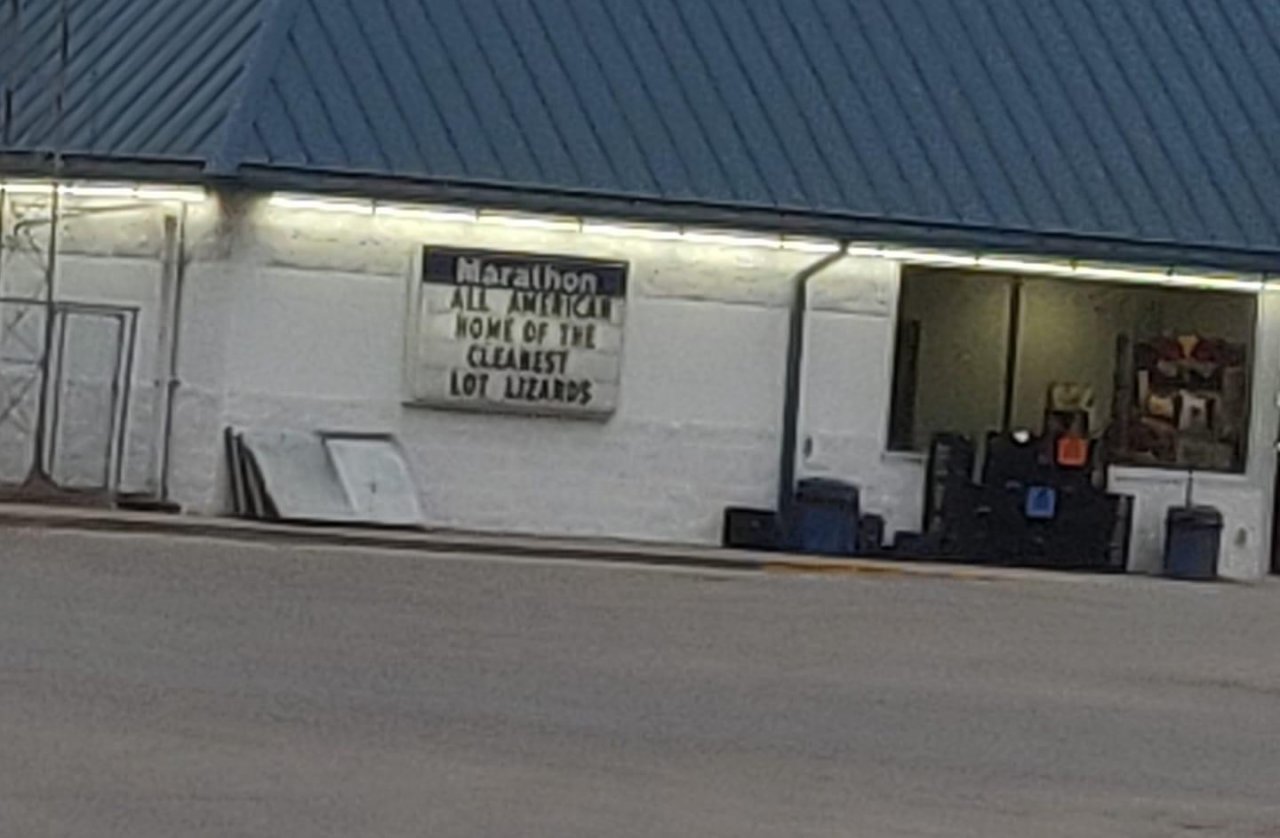 Marathon
ALL AMERICAN
HOME OF THE
CLEANEST
LOT LIZARDS